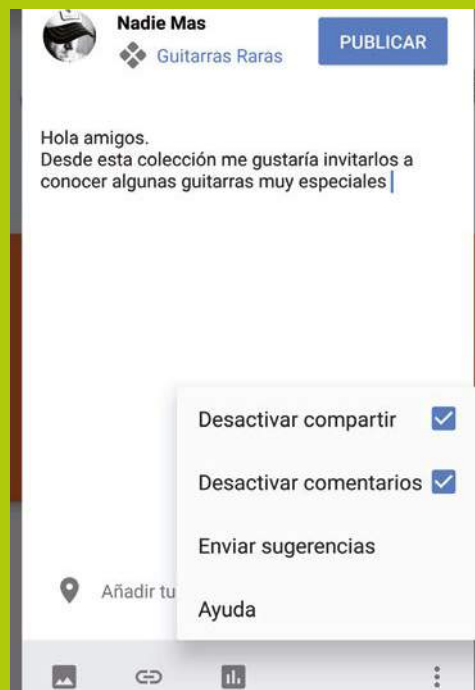 Nadie Mas
Guitarras Raras
PUBLICAR
Hola amigos.
Desde esta colección me gustaría invitarlos a
conocer algunas guitarras muy especiales
Desactivar compartir
Desactivar comentarios
Enviar sugerencias
Añadir tu
Ayuda